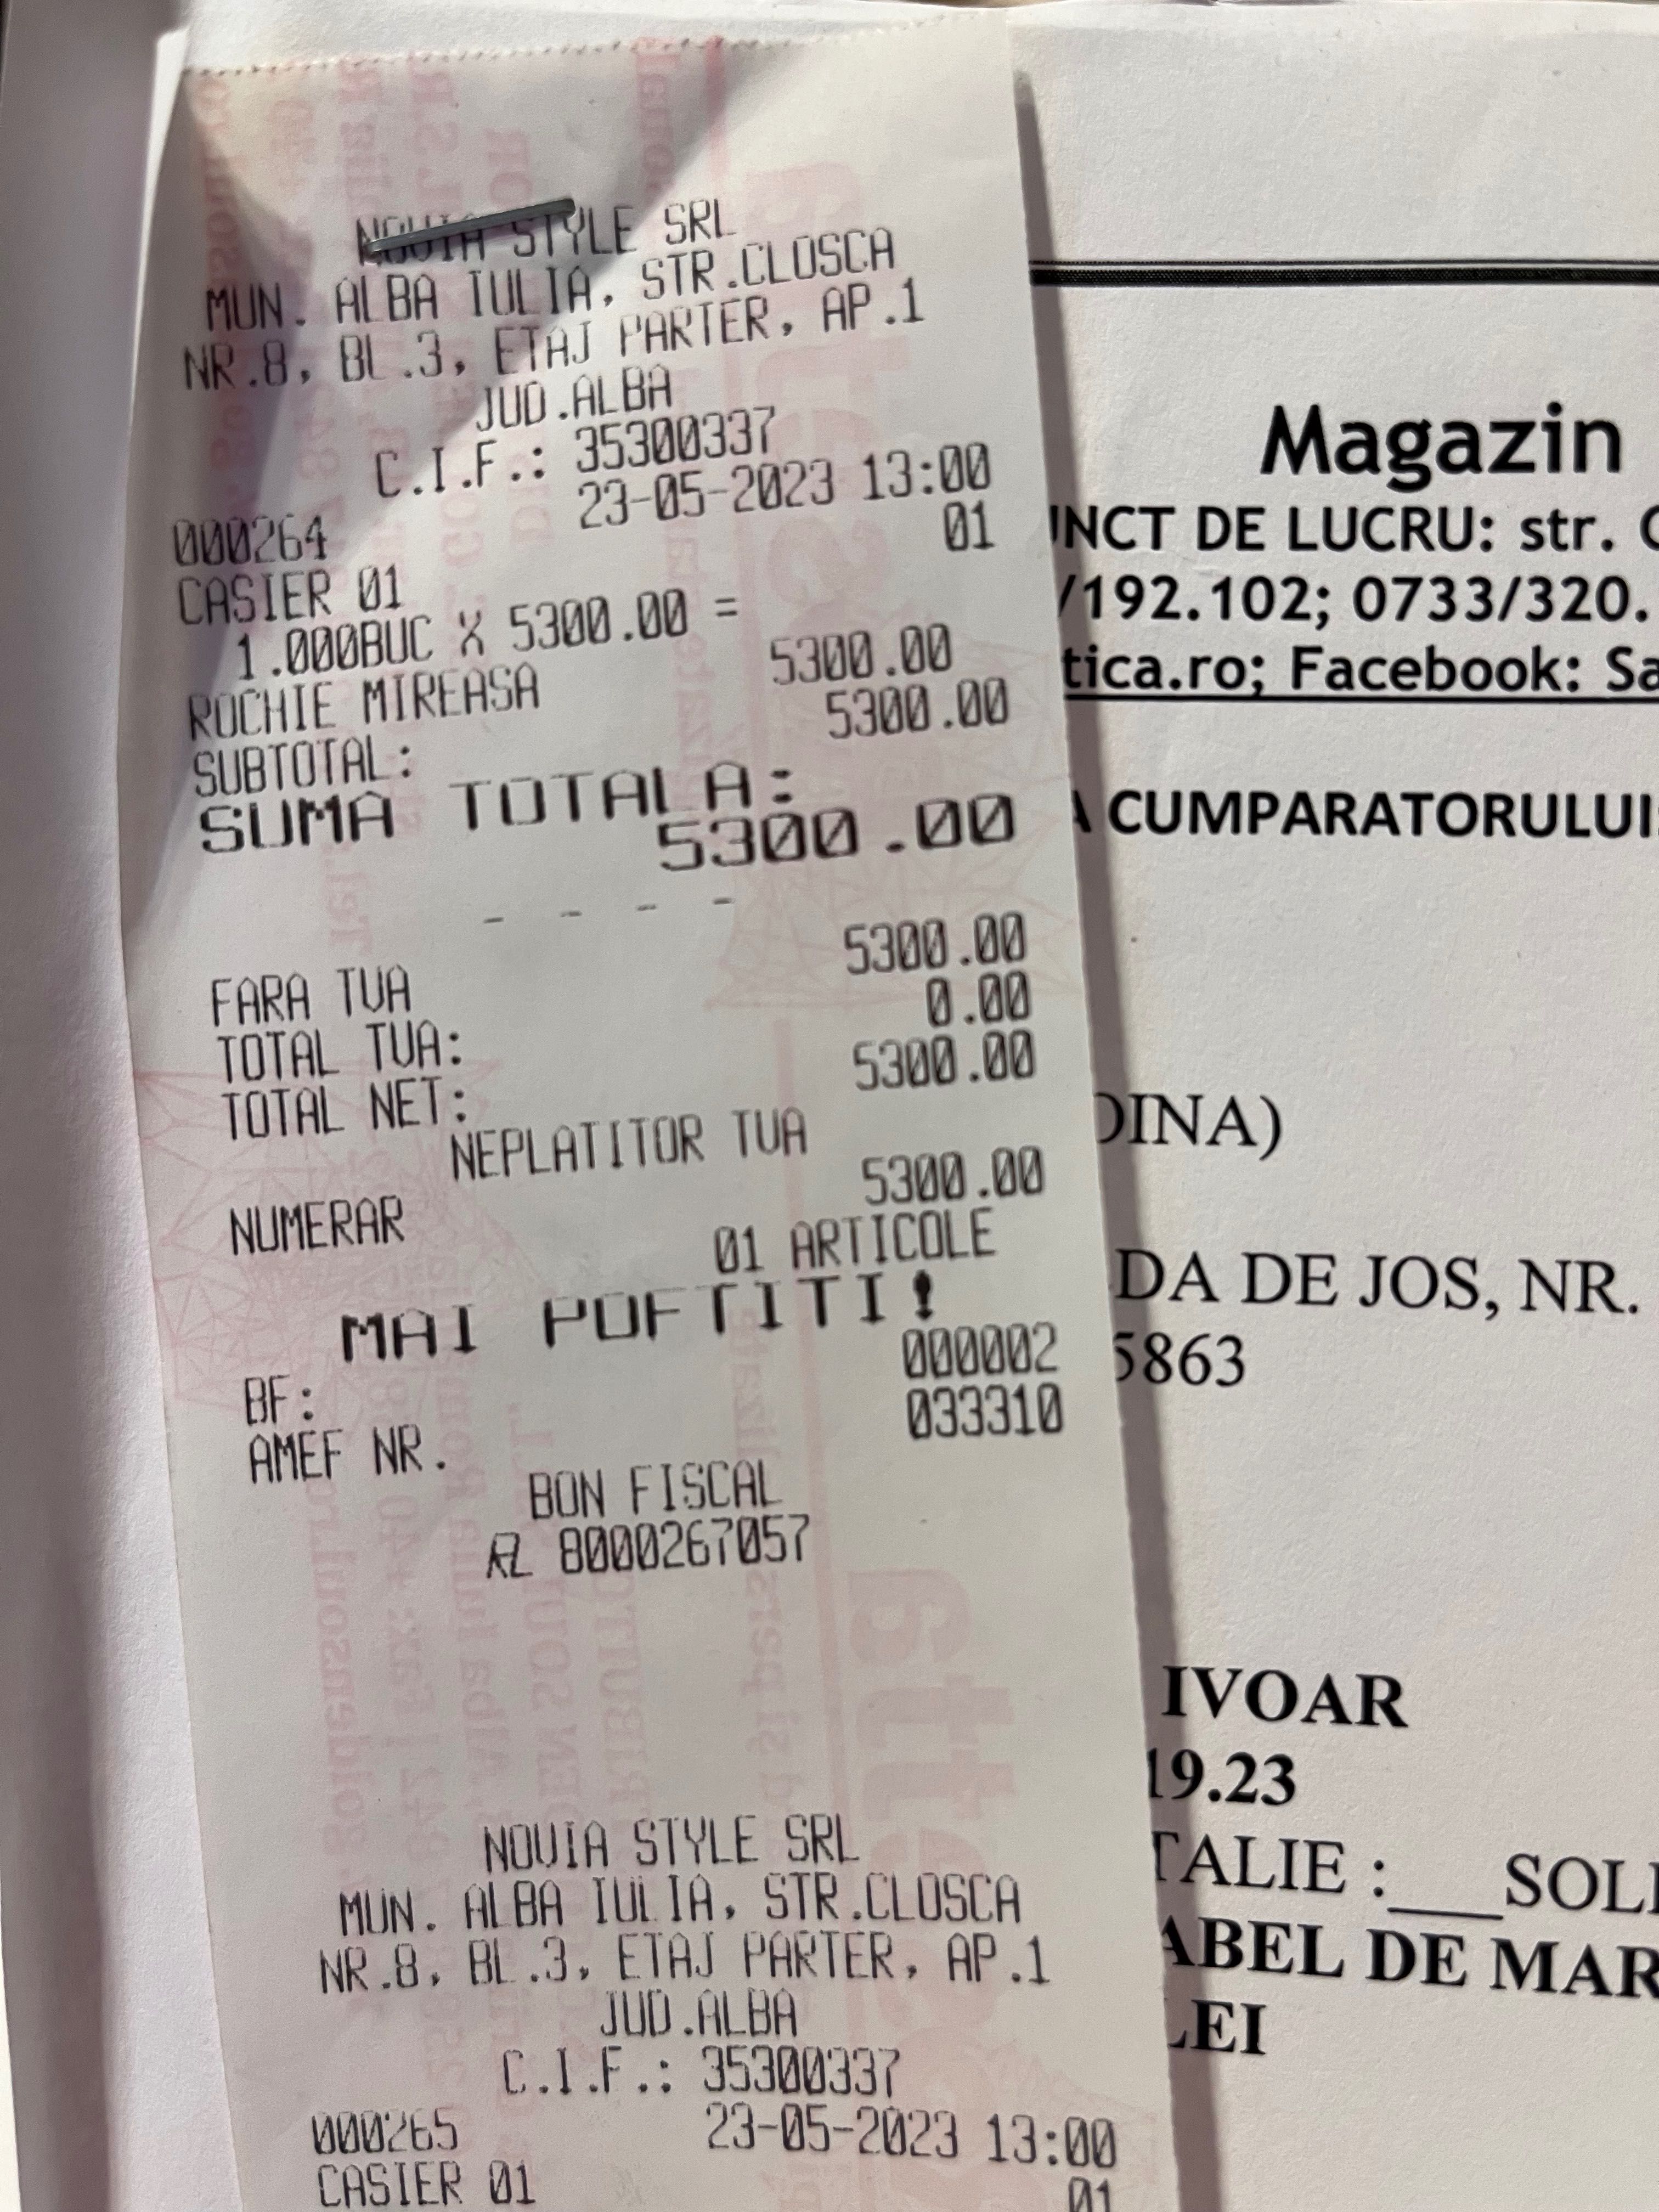 NOVIA STYLE SRL
MUN. ALBA IULIA, STR.CLOSCA
NR.8, BL.3, ETAJ PARTER, AP.1
JUD.ALBA
C.I.F.: 35300337
000264 23-05-2023 13:00
CASIER 01 01
1.000BUC X 5300.00 =
ROCHIE MIREASA 5300.00
SUBTOTAL: 5300.00
SUMA TOTALA:
5300.00
- - - -
FARA TVA 5300.00
TOTAL TVA: 0.00
TOTAL NET: 5300.00
NEPLATITOR TVA
NUMERAR 5300.00
01 ARTICOLE
MAI POFTITI!
BF: 000002
AMEF NR. 033310
BON FISCAL
8000267057
NOVIA STYLE SRL
MUN. ALBA IULIA, STR.CLOSCA
NR.8, BL.3, ETAJ PARTER, AP.1
JUD.ALBA
C.I.F.: 35300337
000265 23-05-2023 13:00
CASIER 01 01
Magazin
DE LUCRU: str.
/192.102; 0733/320.
tica.ro; Facebook:
CUMPARATORULUI:
DINA)
DA DE JOS, NR.
5863
IVOAR
19.23
TALIE :___SOLI
ABEL DE MAR
LEI